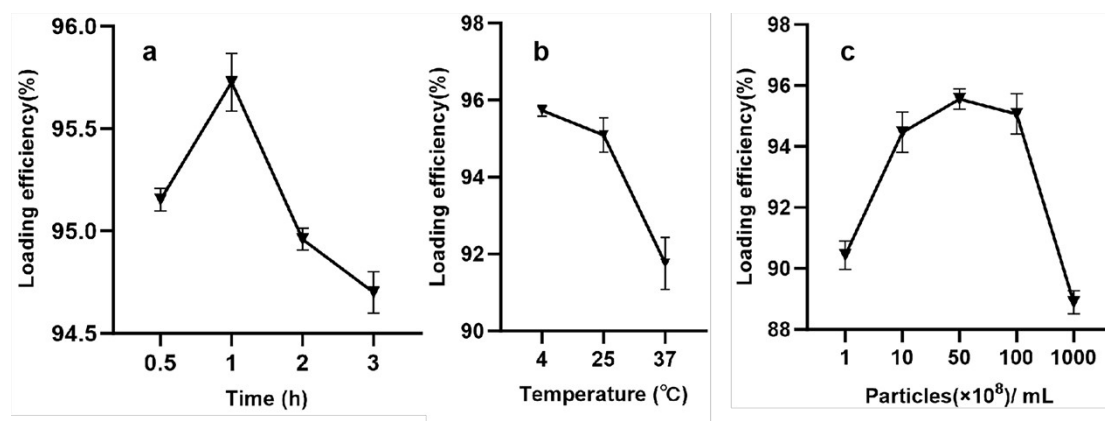 a
Loading efficiency(%)
96.0
95.5
95.0
94.5
0.5 1 2 3
Time (h)
b
Loading efficiency(%)
98
96
94
92
90
4 25 37
Temperature (℃)
c
Loading efficiency(%)
98
96
94
91
90
88
1 10 50 100 1000
Particles(×10⁸)/ mL